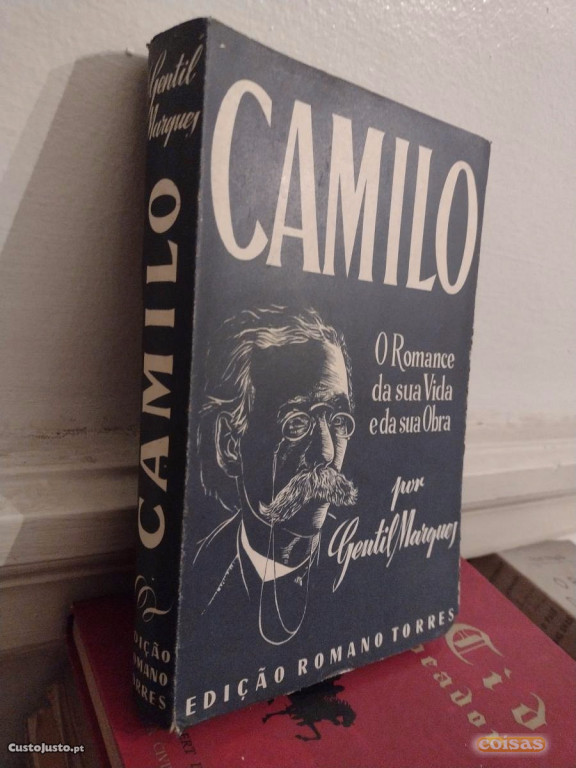 Gentil
Marques
CAMILO
EDIÇÃO
ROMANO
TORRES
CAMILO
O Romance
da sua Vida
e da sua Obra
por
Gentil Marques
EDIÇÃO ROMANO TORRES
Cid
CustoJusto.pt
coisas